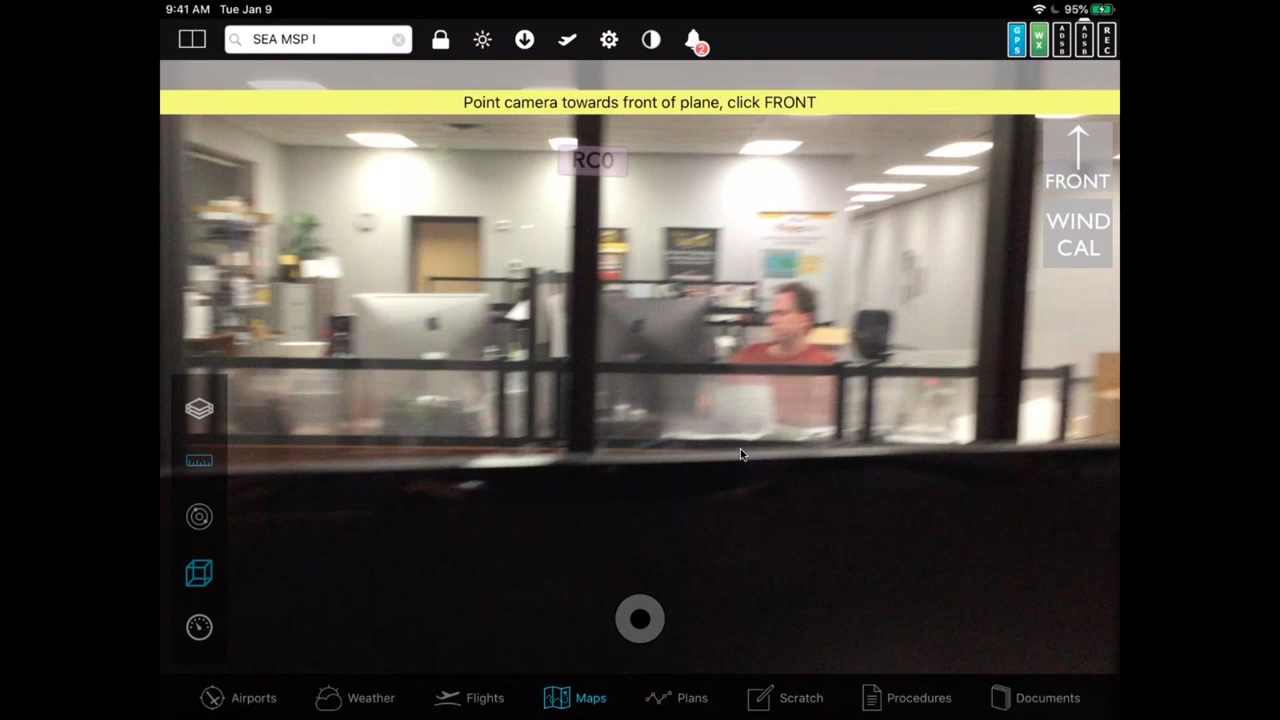 9:41 AM Tue Jan 9
95%
SEA MSP I
2
GPS
WX
ADSB
ADSB
REC
Point camera towards front of plane, click FRONT
RC0
FRONT
WIND
CAL
Airports
Weather
Flights
Maps
Plans
Scratch
Procedures
Documents